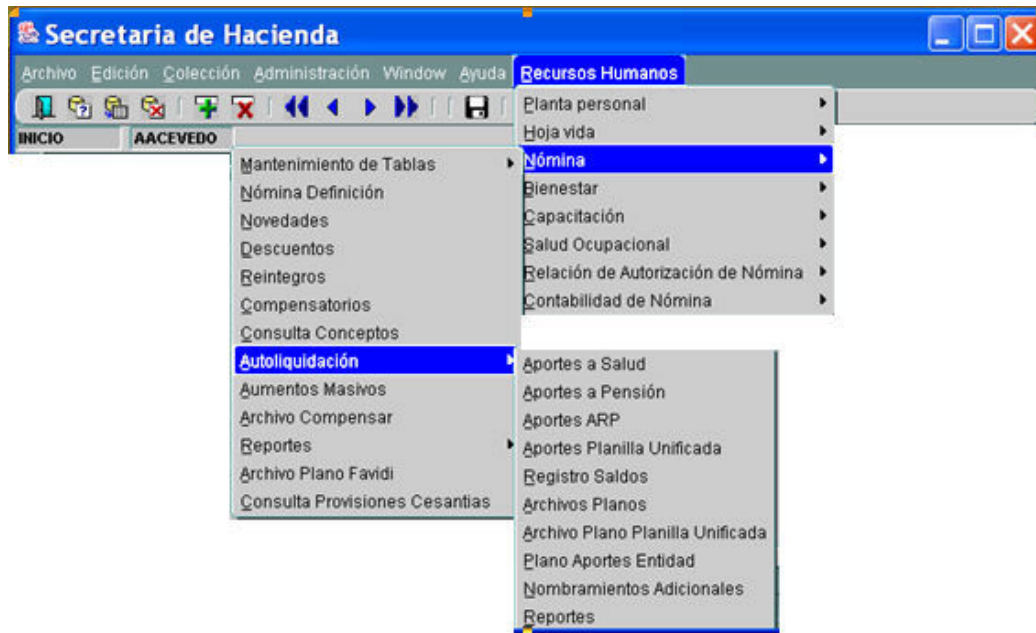 Secretaria de Hacienda
Archivo Edición Colección Administración Window Ayuda Recursos Humanos
INICIO AACEVEDO
Planta personal
Hoja vida
Nómina
Bienestar
Capacitación
Salud Ocupacional
Relación de Autorización de Nómina
Contabilidad de Nómina
Mantenimiento de Tablas
Nómina Definición
Novedades
Descuentos
Reintegros
Compensatorios
Consulta Conceptos
Autoliquidación
Aumentos Masivos
Archivo Compensar
Reportes
Archivo Plano Favidi
Consulta Provisiones Cesantias
Aportes a Salud
Aportes a Pensión
Aportes ARP
Aportes Planilla Unificada
Registro Saldos
Archivos Planos
Archivo Plano Planilla Unificada
Plano Aportes Entidad
Nombramientos Adicionales
Reportes